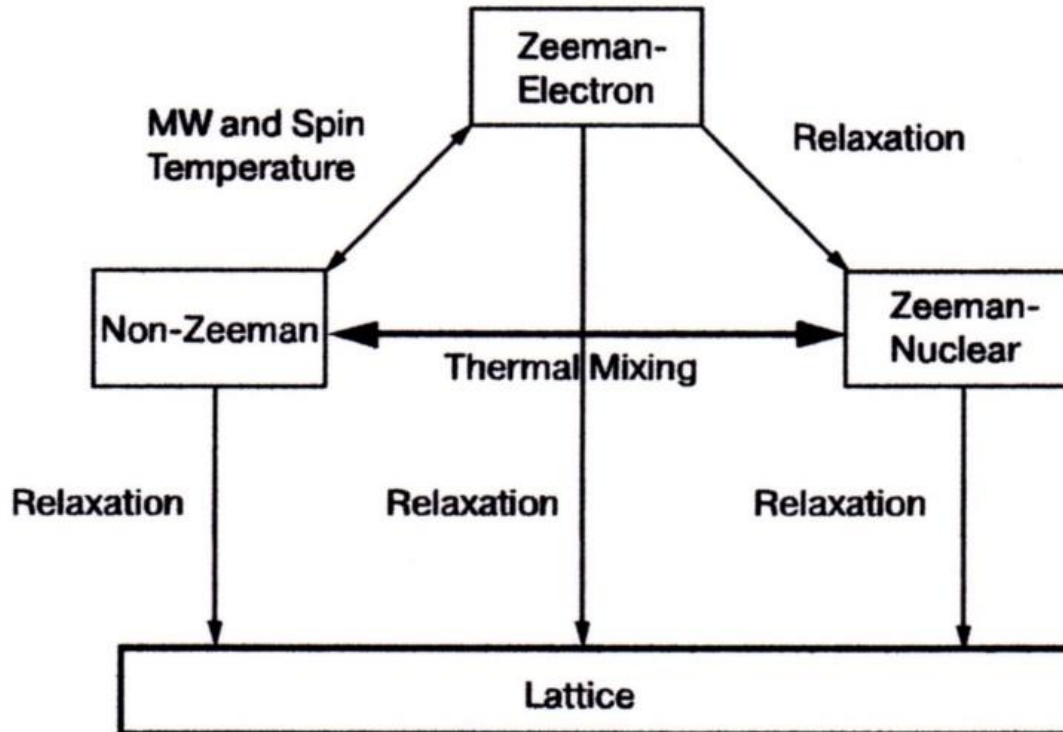 Zeeman-
Electron
MW and Spin
Temperature
Relaxation
Non-Zeeman
Zeeman-
Nuclear
Thermal Mixing
Relaxation
Relaxation
Relaxation
Lattice